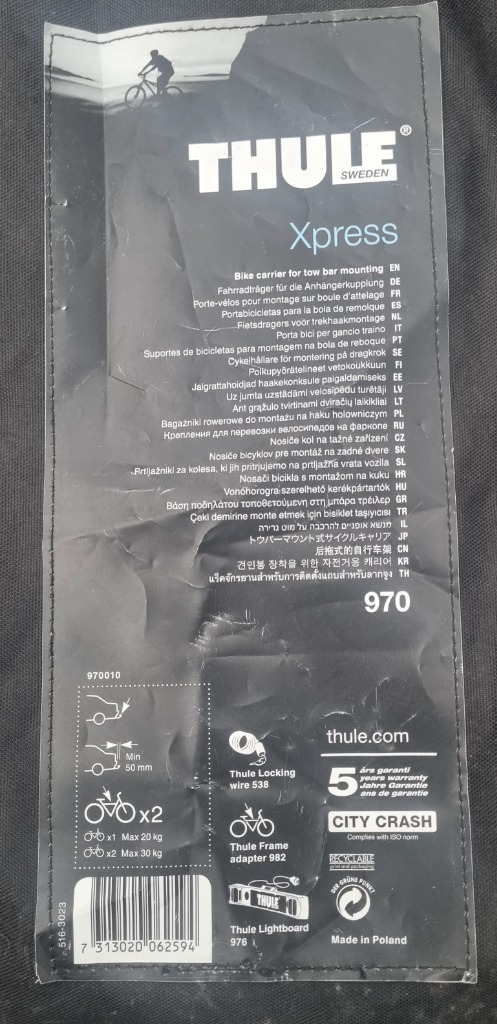 THULE®
SWEDEN
Xpress
Bike carrier for tow bar mounting EN
Fahrradträger für die Anhängerkupplung DE
Porte-vélos pour montage sur boule d'attelage FR
Portabicicletas para la bola de remolque ES
Fietsdragers voor trekhaakmontage NL
Porta bici per gancio traino IT
Suportes de bicicletas para montagem na bola de reboque PT
Cykelhållare för montering på dragkrok SE
Polkupyörätelineet vetokoukkuun FI
Jalgrattahoidjad haakekonksule paigaldamiseks EE
Uz jumta uzstādāmi velosipēdu turētāji LV
Ant grąžulo tvirtinami dviračių laikikliai LT
Bagażniki rowerowe do montażu na haku holowniczym PL
Крепления для перевозки велосипедов на фаркопе RU
Nosiče kol na tažné zařízení CZ
Nosiče bicyklov pre montáž na zadné dvere SK
Prtljažniki za kolesa, ki jih pritrjujemo na prtljažna vrata vozila SL
Nosači bicikla s montažom na kuku HR
Vonóhorogra szerelhető kerékpártartók HU
Βάση ποδηλάτου τοποθετούμενη στη μπάρα τρέιλερ GR
Çeki demirine monte etmek için bisiklet taşıyıcısı TR
מנשא אופניים להרכבה על מוט גרירה IL
トウバーマウント式サイクルキャリア JP
后拖式的自行车架 CN
견인봉 장착을 위한 자전거용 캐리어 KR
แร็คจักรยานสำหรับการติดตั้งแถบสำหรับลากจูง TH
970
970010
Min
50 mm
x2
x1 Max 20 kg
x2 Max 30 kg
516-3023
7 313020 062594
Thule Locking
wire 538
Thule Frame
adapter 982
THULE
Thule Lightboard
976
thule.com
5 års garanti
years warranty
Jahre Garantie
ans de garantie
CITY CRASH
Complies with ISO norm
RECYCLABLE
print and packaging
DER GRÜNE PUNKT
Made in Poland